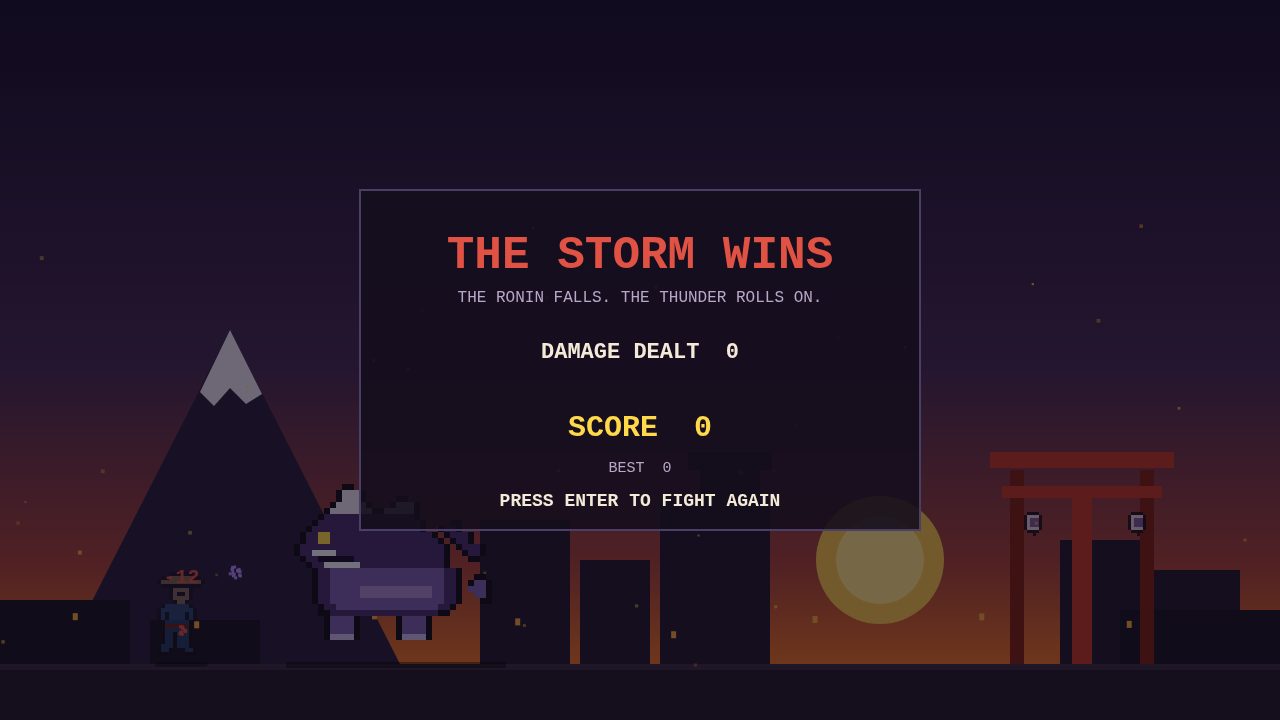 THE STORM WINS
THE RONIN FALLS. THE THUNDER ROLLS ON.
DAMAGE DEALT 0
SCORE 0
BEST 0
PRESS ENTER TO FIGHT AGAIN
-12